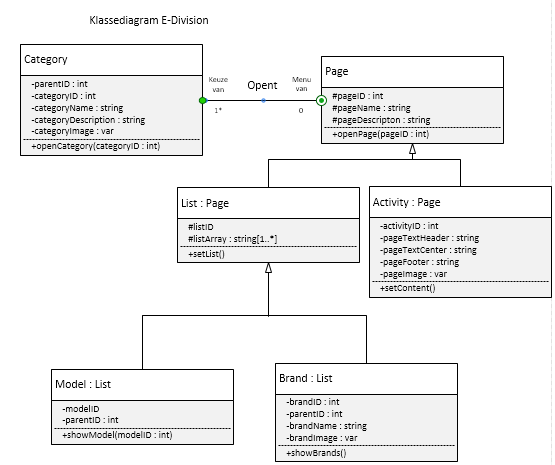 Klassediagram E-Division
Category
-parentID : int
-categoryID : int
-categoryName : string
-categoryDescription : string
-categoryImage : var
+openCategory(categoryID : int)
Keuze
van
1*
Opent
Menu
van
0
Page
#pageID : int
#pageName : string
#pageDescripton : string
+openPage(pageID : int)
List : Page
#listID
#listArray : string[1..*]
+setList()
Activity : Page
-activityID : int
-pageTextHeader : string
-pageTextCenter : string
-pageFooter : string
-pageImage : var
+setContent()
Model : List
-modelID
-parentID : int
+showModel(modelID : int)
Brand : List
-brandID : int
-parentID : int
-brandName : string
-brandImage : var
+showBrands()